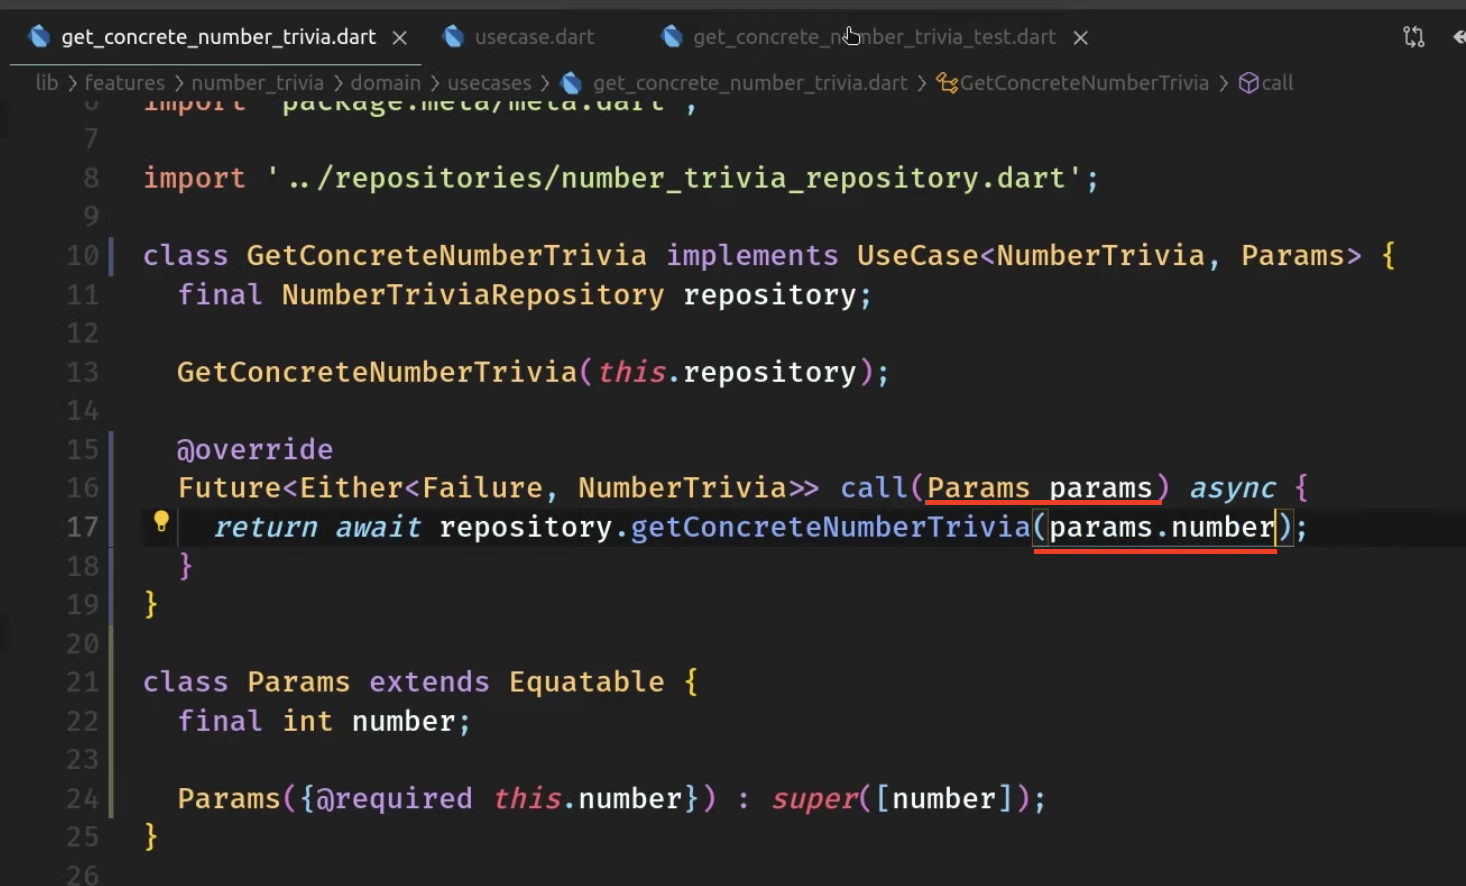 get_concrete_number_trivia.dart usecase.dart get_concrete_number_trivia_test.dart
lib > features > number_trivia > domain > usecases > get_concrete_number_trivia.dart > GetConcreteNumberTrivia > call
6 import 'package:meta/meta.dart';
7
8 import '../repositories/number_trivia_repository.dart';
9
10 class GetConcreteNumberTrivia implements UseCase<NumberTrivia, Params> {
11 final NumberTriviaRepository repository;
12
13 GetConcreteNumberTrivia(this.repository);
14
15 @override
16 Future<Either<Failure, NumberTrivia>> call(Params params) async {
17 return await repository.getConcreteNumberTrivia(params.number);
18 }
19 }
20
21 class Params extends Equatable {
22 final int number;
23
24 Params({@required this.number}) : super([number]);
25 }
26